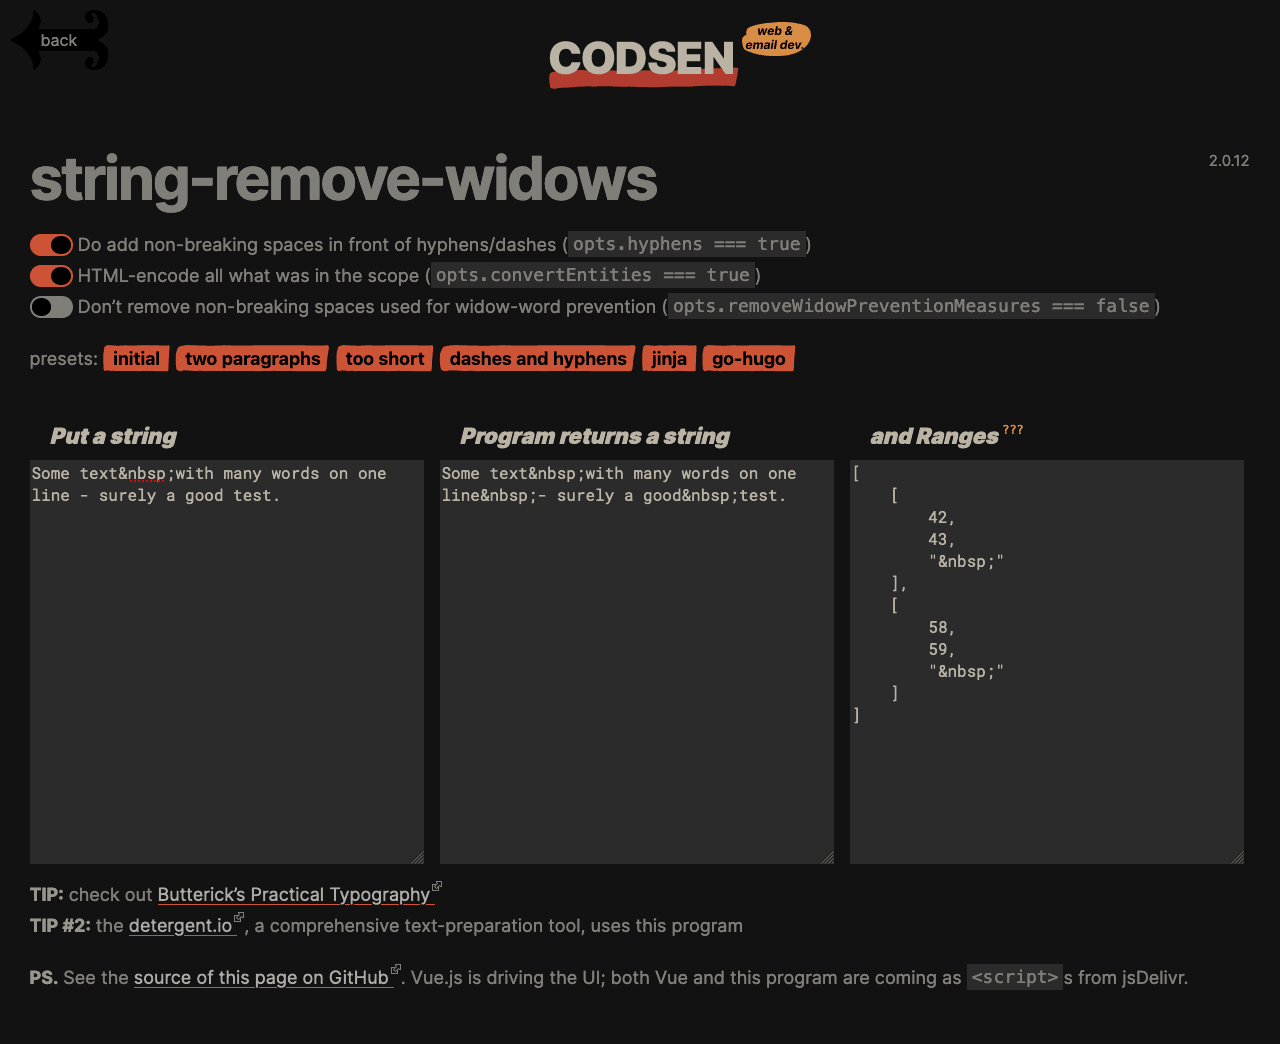 back
CODSEN
web &
email dev.
string-remove-widows
2.0.12
Do add non-breaking spaces in front of hyphens/dashes (opts.hyphens === true)
HTML-encode all what was in the scope (opts.convertEntities === true)
Don’t remove non-breaking spaces used for widow-word prevention (opts.removeWidowPreventionMeasures === false)
presets: initial two paragraphs too short dashes and hyphens jinja go-hugo
Put a string
Some text&nbsp;with many words on one
line - surely a good test.
Program returns a string
Some text&nbsp;with many words on one
line&nbsp;- surely a good&nbsp;test.
and Ranges ???
[
    [
        42,
        43,
        "&nbsp;"
    ],
    [
        58,
        59,
        "&nbsp;"
    ]
]
TIP: check out Butterick’s Practical Typography
TIP #2: the detergent.io, a comprehensive text-preparation tool, uses this program
PS. See the source of this page on GitHub. Vue.js is driving the UI; both Vue and this program are coming as <script>s from jsDelivr.